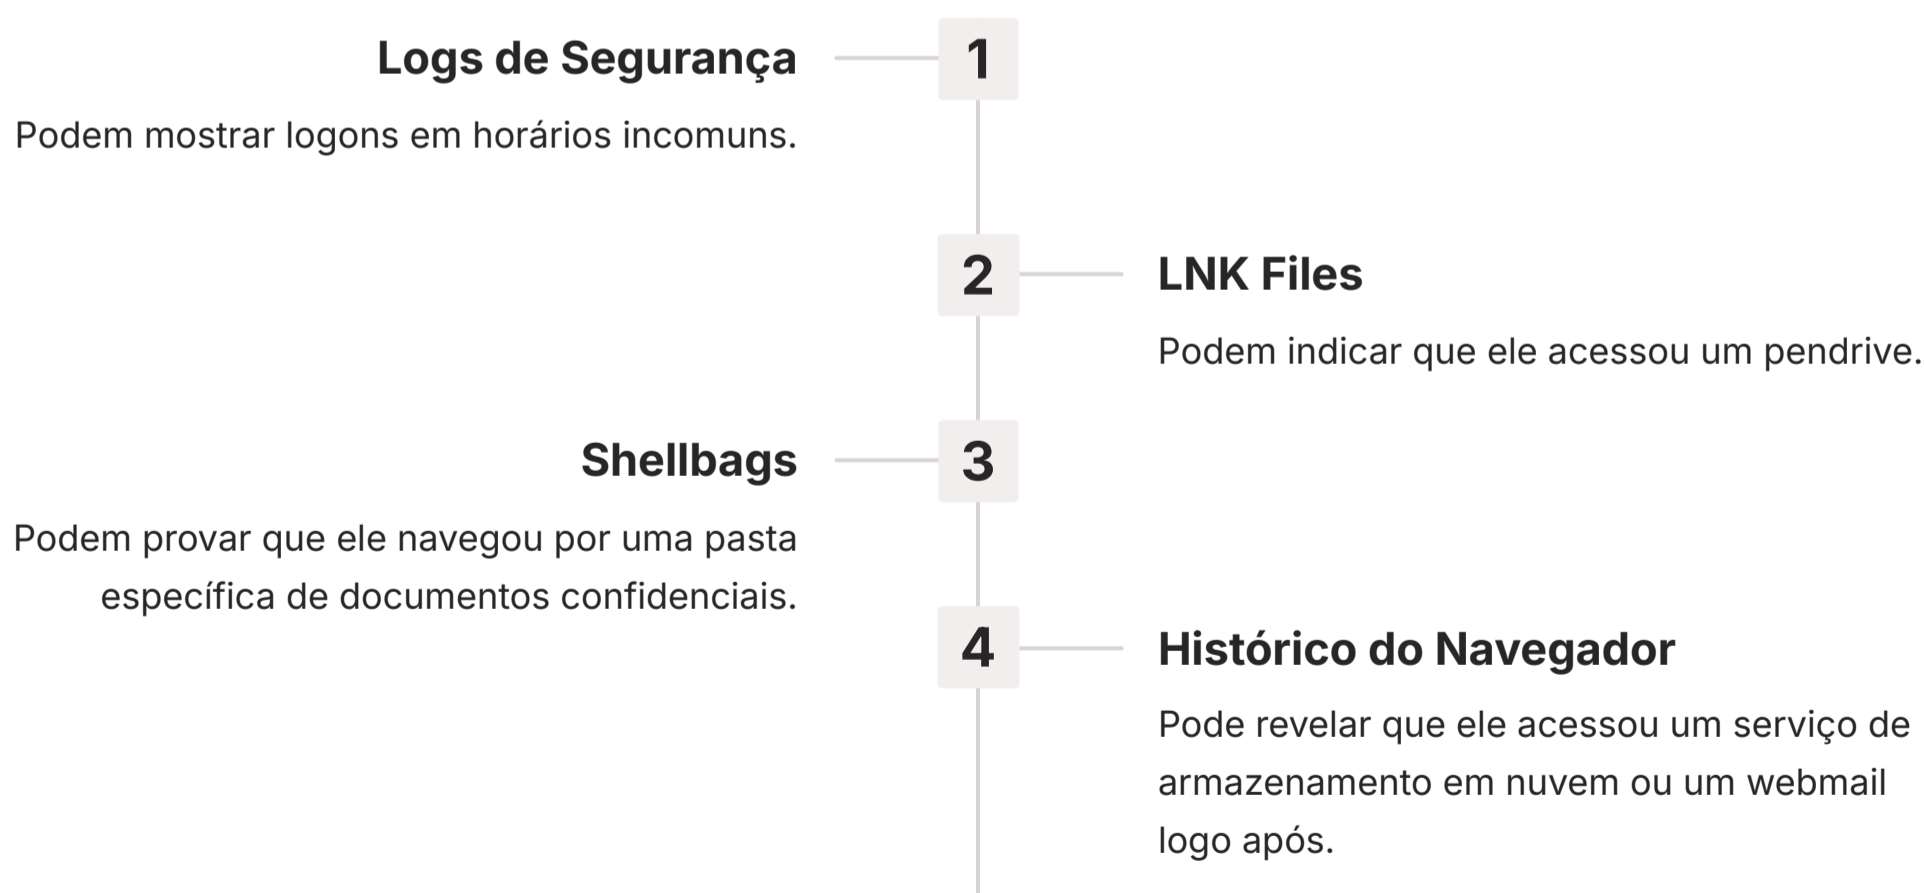 Logs de Segurança
1
Podem mostrar logons em horários incomuns.
2
LNK Files
Podem indicar que ele acessou um pendrive.
Shellbags
3
Podem provar que ele navegou por uma pasta
específica de documentos confidenciais.
4
Histórico do Navegador
Pode revelar que ele acessou um serviço de
armazenamento em nuvem ou um webmail
logo após.